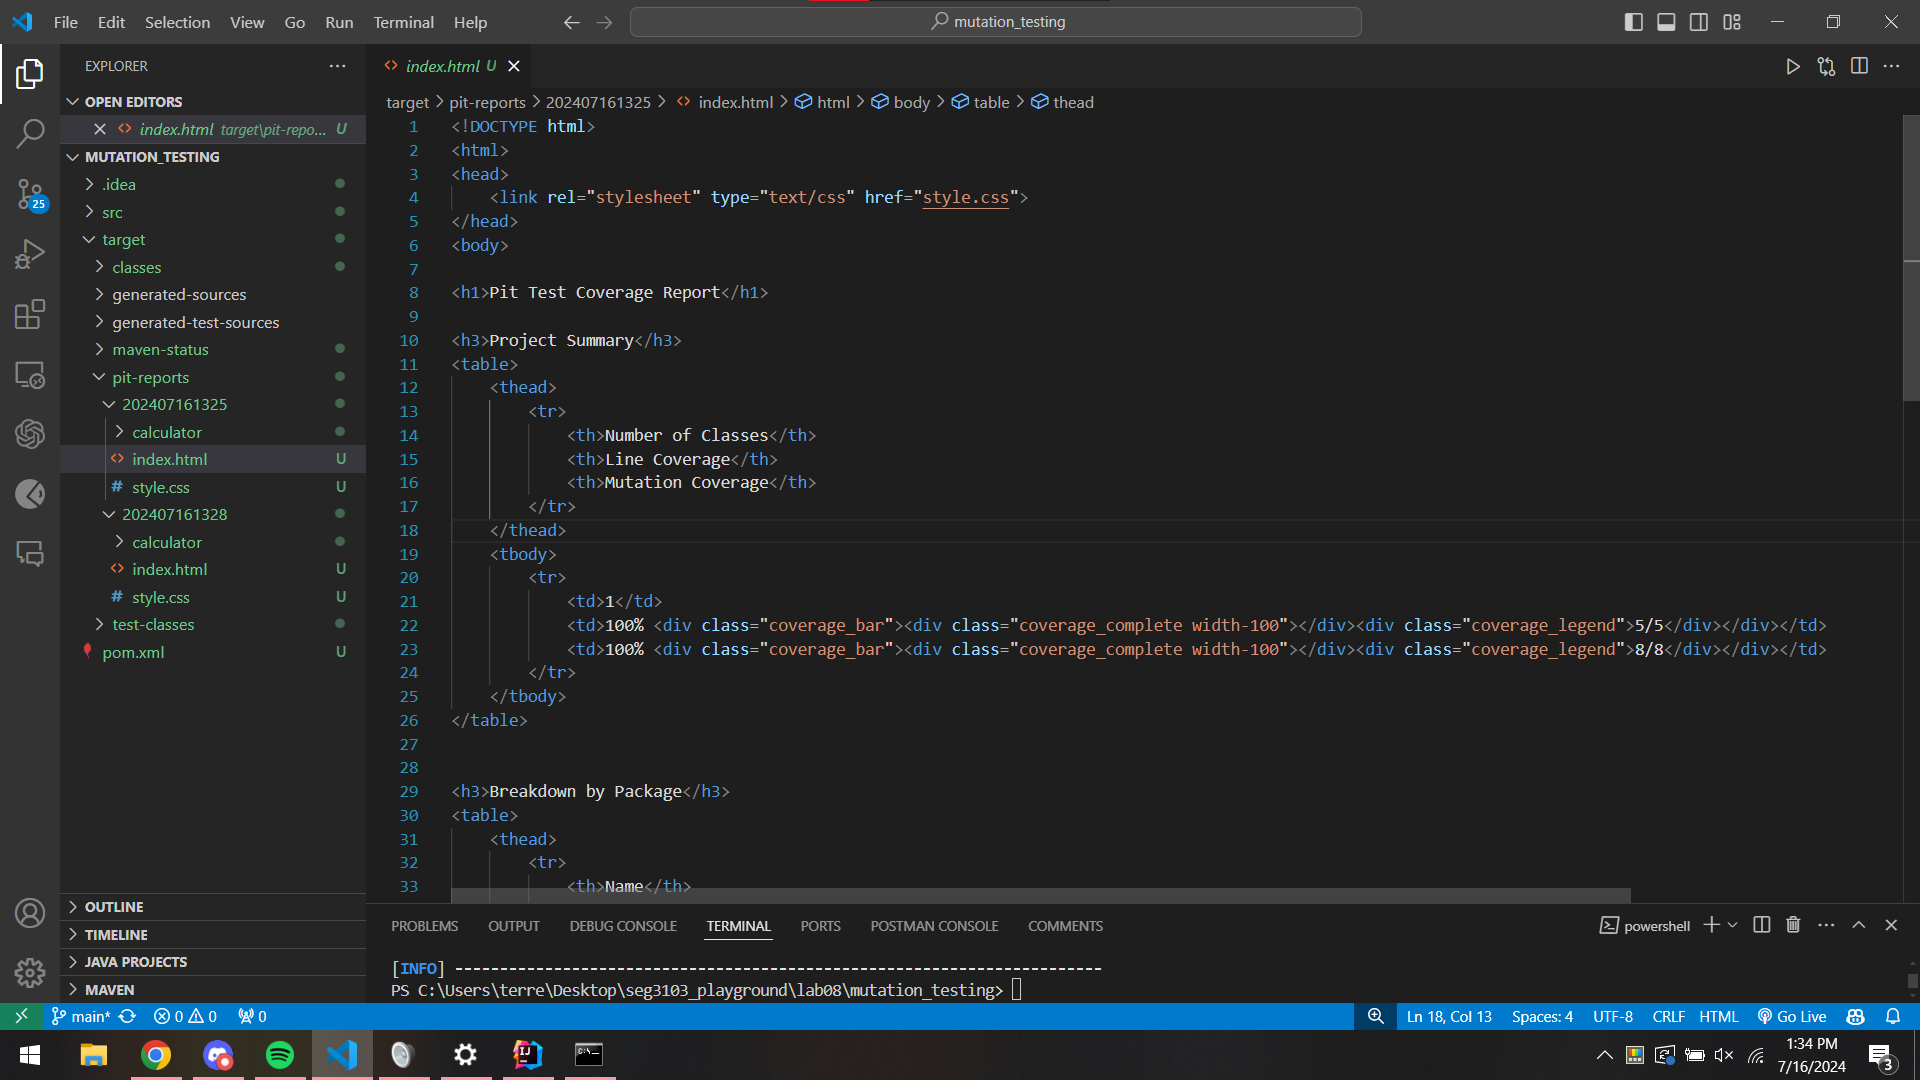 File Edit Selection View Go Run Terminal Help
mutation_testing
EXPLORER
OPEN EDITORS
index.html target\pit-repo... U
MUTATION_TESTING
.idea
src
target
classes
generated-sources
generated-test-sources
maven-status
pit-reports
202407161325
calculator
index.html U
style.css U
202407161328
calculator
index.html U
style.css U
test-classes
pom.xml U
OUTLINE
TIMELINE
JAVA PROJECTS
MAVEN
25
index.html U
target > pit-reports > 202407161325 > index.html > html > body > table > thead
1 <!DOCTYPE html>
2 <html>
3 <head>
4 <link rel="stylesheet" type="text/css" href="style.css">
5 </head>
6 <body>
7
8 <h1>Pit Test Coverage Report</h1>
9
10 <h3>Project Summary</h3>
11 <table>
12 <thead>
13 <tr>
14 <th>Number of Classes</th>
15 <th>Line Coverage</th>
16 <th>Mutation Coverage</th>
17 </tr>
18 </thead>
19 <tbody>
20 <tr>
21 <td>1</td>
22 <td>100% <div class="coverage_bar"><div class="coverage_complete width-100"></div><div class="coverage_legend">5/5</div></div></td>
23 <td>100% <div class="coverage_bar"><div class="coverage_complete width-100"></div><div class="coverage_legend">8/8</div></div></td>
24 </tr>
25 </tbody>
26 </table>
27
28
29 <h3>Breakdown by Package</h3>
30 <table>
31 <thead>
32 <tr>
33 <th>Name</th>
PROBLEMS OUTPUT DEBUG CONSOLE TERMINAL PORTS POSTMAN CONSOLE COMMENTS
powershell
[INFO] ------------------------------------------------------------------------
PS C:\Users\terre\Desktop\seg3103_playground\lab08\mutation_testing>
main* 0 0 0
Ln 18, Col 13 Spaces: 4 UTF-8 CRLF HTML Go Live
1:34 PM
7/16/2024
3